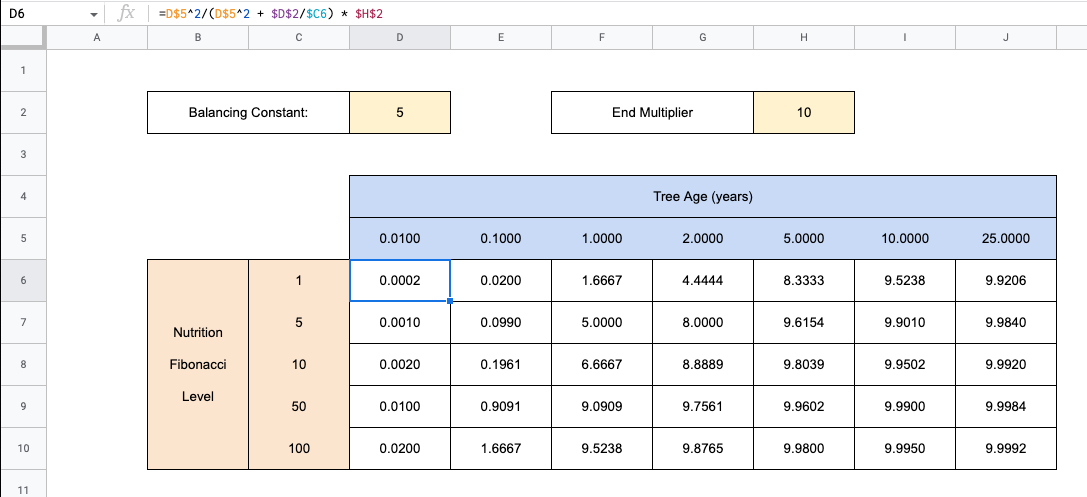 D6 fx =D$5^2/(D$5^2 + $D$2/$C6) * $H$2
A B C D E F G H I J
1
2 Balancing Constant: 5 End Multiplier 10
3
4 Tree Age (years)
5 0.0100 0.1000 1.0000 2.0000 5.0000 10.0000 25.0000
6 1 0.0002 0.0200 1.6667 4.4444 8.3333 9.5238 9.9206
7 5 0.0010 0.0990 5.0000 8.0000 9.6154 9.9010 9.9840
Nutrition
8 Fibonacci 10 0.0020 0.1961 6.6667 8.8889 9.8039 9.9502 9.9920
Level
9 50 0.0100 0.9091 9.0909 9.7561 9.9602 9.9900 9.9984
10 100 0.0200 1.6667 9.5238 9.8765 9.9800 9.9950 9.9992
11